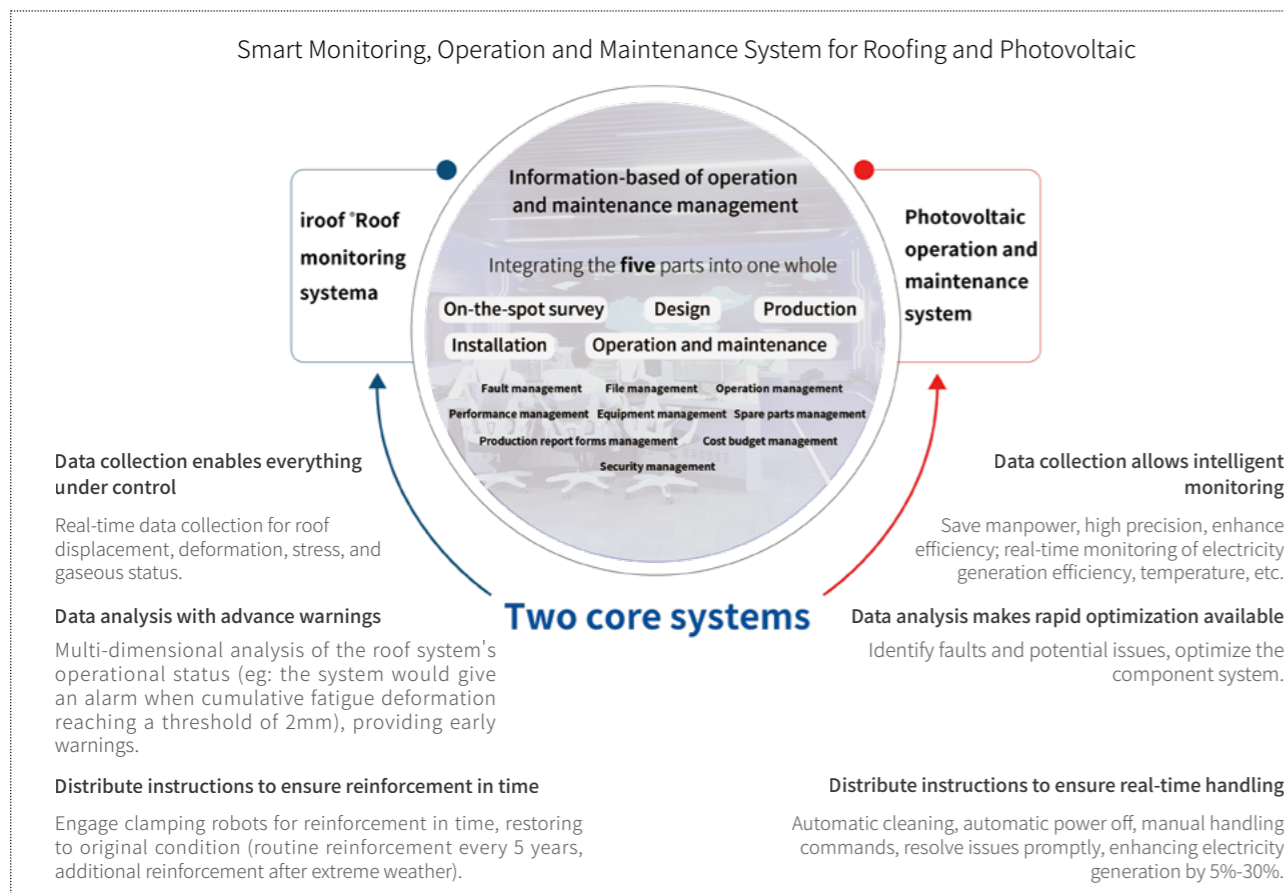 Smart Monitoring, Operation and Maintenance System for Roofing and Photovoltaic
iroof ®Roof
monitoring
systema
Information-based of operation
and maintenance management
Integrating the five parts into one whole
On-the-spot survey Design Production
Installation Operation and maintenance
Fault management File management Operation management
Performance management Equipment management Spare parts management
Production report forms management Cost budget management
Security management
Photovoltaic
operation and
maintenance
system
Two core systems
Data collection enables everything
under control
Real-time data collection for roof
displacement, deformation, stress, and
gaseous status.
Data analysis with advance warnings
Multi-dimensional analysis of the roof system's
operational status (eg: the system would give
an alarm when cumulative fatigue deformation
reaching a threshold of 2mm), providing early
warnings.
Distribute instructions to ensure reinforcement in time
Engage clamping robots for reinforcement in time, restoring
to original condition (routine reinforcement every 5 years,
additional reinforcement after extreme weather).
Data collection allows intelligent
monitoring
Save manpower, high precision, enhance
efficiency; real-time monitoring of electricity
generation efficiency, temperature, etc.
Data analysis makes rapid optimization available
Identify faults and potential issues, optimize the
component system.
Distribute instructions to ensure real-time handling
Automatic cleaning, automatic power off, manual handling
commands, resolve issues promptly, enhancing electricity
generation by 5%-30%.